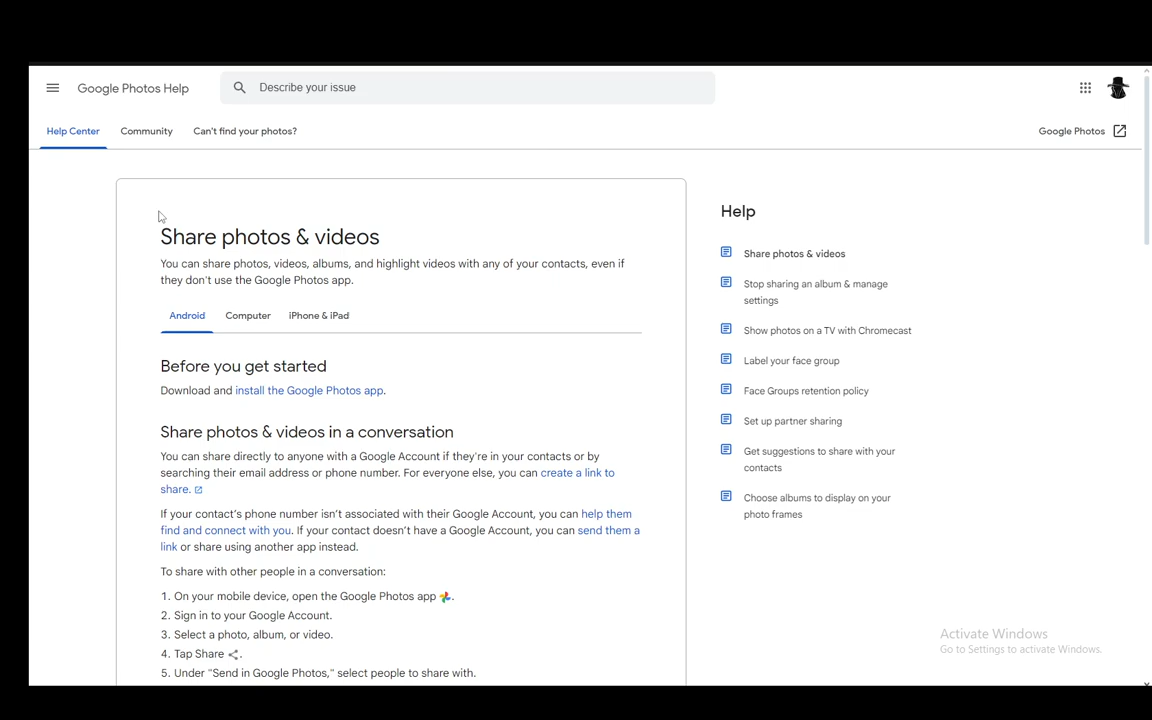 Google Photos Help
Describe your issue
Help Center
Community
Can't find your photos?
Google Photos
Share photos & videos
You can share photos, videos, albums, and highlight videos with any of your contacts, even if
they don't use the Google Photos app.
Android
Computer
iPhone & iPad
Before you get started
Download and install the Google Photos app.
Share photos & videos in a conversation
You can share directly to anyone with a Google Account if they're in your contacts or by
searching their email address or phone number. For everyone else, you can create a link to
share.
If your contact's phone number isn't associated with their Google Account, you can help them
find and connect with you. If your contact doesn't have a Google Account, you can send them a
link or share using another app instead.
To share with other people in a conversation:
1. On your mobile device, open the Google Photos app.
2. Sign in to your Google Account.
3. Select a photo, album, or video.
4. Tap Share.
5. Under "Send in Google Photos," select people to share with.
Help
Share photos & videos
Stop sharing an album & manage
settings
Show photos on a TV with Chromecast
Label your face group
Face Groups retention policy
Set up partner sharing
Get suggestions to share with your
contacts
Choose albums to display on your
photo frames
Activate Windows
Go to Settings to activate Windows.